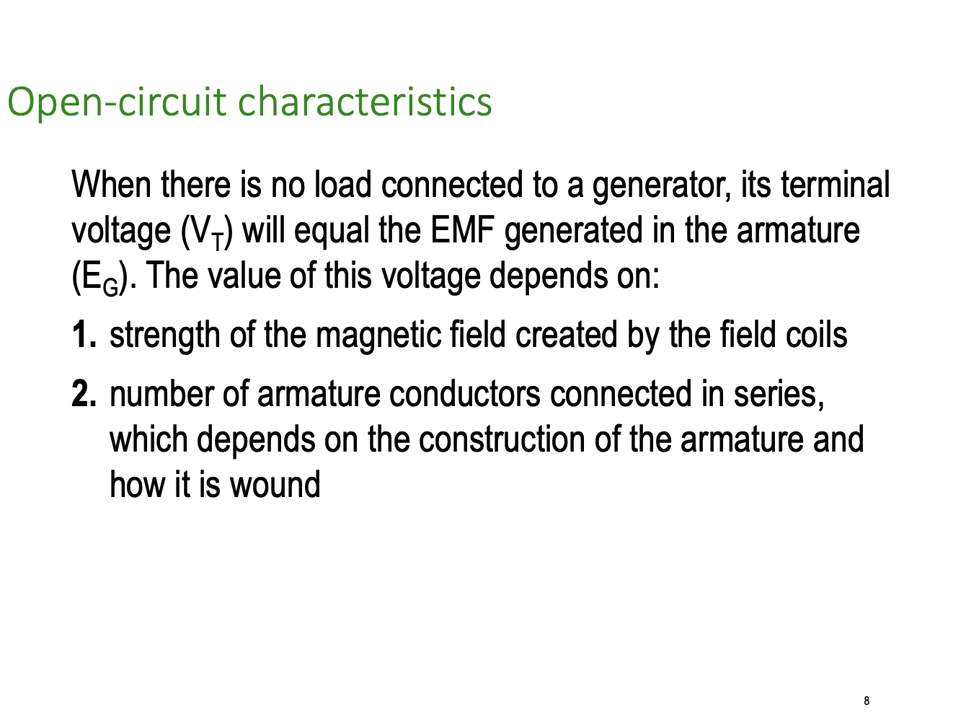 Open-circuit characteristics
When there is no load connected to a generator, its terminal
voltage (VT) will equal the EMF generated in the armature
(EG). The value of this voltage depends on:
1. strength of the magnetic field created by the field coils
2. number of armature conductors connected in series,
which depends on the construction of the armature and
how it is wound
8